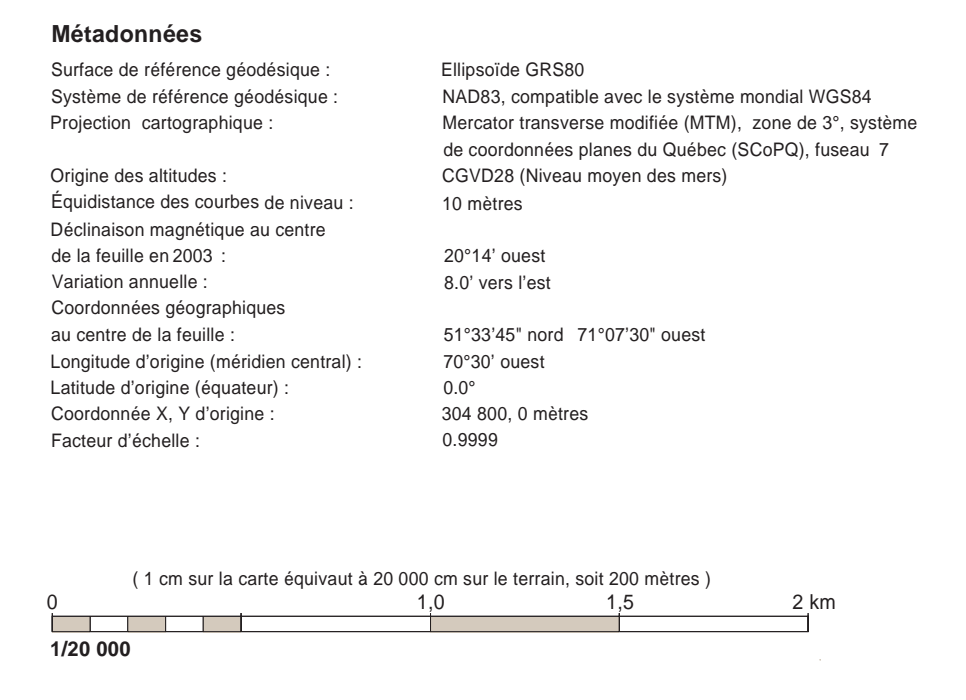 Métadonnées
Surface de référence géodésique : Ellipsoïde GRS80
Système de référence géodésique : NAD83, compatible avec le système mondial WGS84
Projection cartographique : Mercator transverse modifiée (MTM), zone de 3°, système
de coordonnées planes du Québec (SCoPQ), fuseau 7
Origine des altitudes : CGVD28 (Niveau moyen des mers)
Équidistance des courbes de niveau : 10 mètres
Déclinaison magnétique au centre
de la feuille en 2003 : 20°14’ ouest
Variation annuelle : 8.0’ vers l’est
Coordonnées géographiques
au centre de la feuille : 51°33’45" nord 71°07’30" ouest
Longitude d’origine (méridien central) : 70°30’ ouest
Latitude d’origine (équateur) : 0.0°
Coordonnée X, Y d’origine : 304 800, 0 mètres
Facteur d’échelle : 0.9999
( 1 cm sur la carte équivaut à 20 000 cm sur le terrain, soit 200 mètres )
0 1,0 1,5 2 km
1/20 000